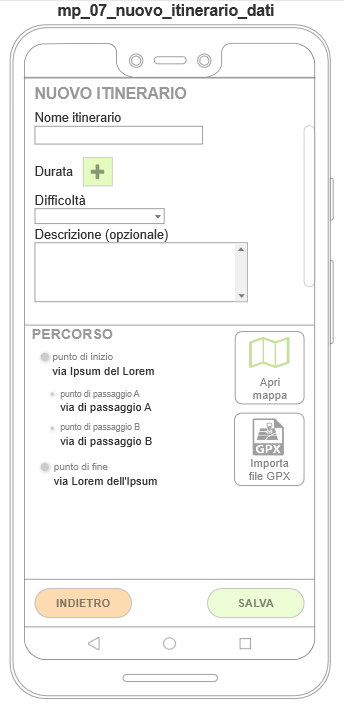 mp_07_nuovo_itinerario_dati
NUOVO ITINERARIO
Nome itinerario
Durata
Difficoltà
Descrizione (opzionale)
PERCORSO
punto di inizio
via Ipsum del Lorem
punto di passaggio A
via di passaggio A
punto di passaggio B
via di passaggio B
punto di fine
via Lorem dell'Ipsum
Apri
mappa
GPX
Importa
file GPX
INDIETRO
SALVA